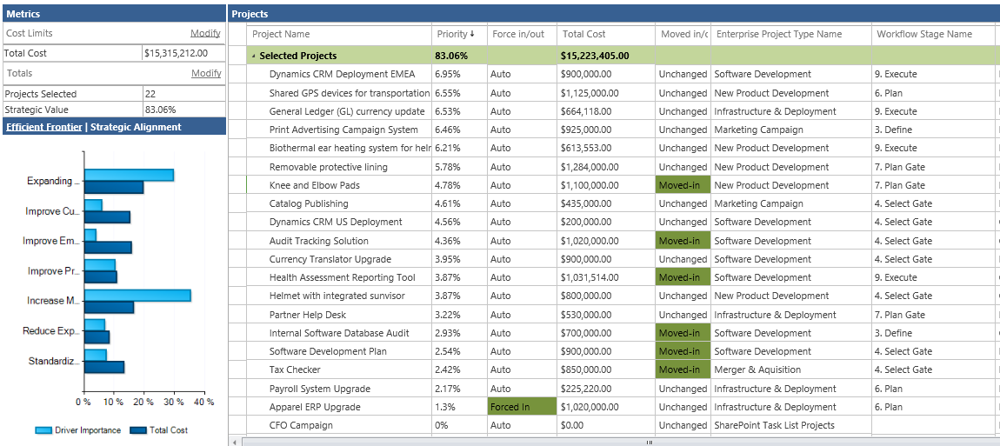 Metrics
Cost Limits Modify
Total Cost $15,315,212.00
Totals Modify
Projects Selected 22
Strategic Value 83.06%
Efficient Frontier | Strategic Alignment
Expanding ...
Improve Cu...
Improve Em...
Improve Pr...
Increase M...
Reduce Exp...
Standardiz...
0 % 10 % 20 % 30 % 40 %
Driver Importance Total Cost
Projects
Project Name Priority↓ Force in/out Total Cost Moved in/c Enterprise Project Type Name Workflow Stage Name
Selected Projects 83.06% $15,223,405.00
Dynamics CRM Deployment EMEA 6.95% Auto $900,000.00 Unchanged Software Development 9. Execute
Shared GPS devices for transportation 6.55% Auto $1,125,000.00 Unchanged New Product Development 6. Plan
General Ledger (GL) currency update 6.53% Auto $664,118.00 Unchanged Infrastructure & Deployment 9. Execute
Print Advertising Campaign System 6.46% Auto $925,000.00 Unchanged Marketing Campaign 3. Define
Biothermal ear heating system for helr 6.21% Auto $613,553.00 Unchanged New Product Development 9. Execute
Removable protective lining 5.78% Auto $1,284,000.00 Unchanged New Product Development 7. Plan Gate
Knee and Elbow Pads 4.78% Auto $1,100,000.00 Moved-in New Product Development 7. Plan Gate
Catalog Publishing 4.61% Auto $435,000.00 Unchanged Marketing Campaign 4. Select Gate
Dynamics CRM US Deployment 4.56% Auto $200,000.00 Unchanged Software Development 4. Select Gate
Audit Tracking Solution 4.36% Auto $1,020,000.00 Moved-in Software Development 4. Select Gate
Currency Translator Upgrade 3.95% Auto $900,000.00 Unchanged Software Development 4. Select Gate
Health Assessment Reporting Tool 3.87% Auto $1,031,514.00 Moved-in Software Development 9. Execute
Helmet with integrated sunvisor 3.87% Auto $800,000.00 Unchanged New Product Development 4. Select Gate
Partner Help Desk 3.22% Auto $530,000.00 Unchanged Infrastructure & Deployment 7. Plan Gate
Internal Software Database Audit 2.93% Auto $700,000.00 Moved-in Software Development 3. Define
Software Development Plan 2.54% Auto $900,000.00 Moved-in Software Development 4. Select Gate
Tax Checker 2.42% Auto $850,000.00 Moved-in Merger & Aquisition 4. Select Gate
Payroll System Upgrade 2.17% Auto $225,220.00 Unchanged Infrastructure & Deployment 6. Plan
Apparel ERP Upgrade 1.3% Forced In $1,020,000.00 Unchanged Infrastructure & Deployment 6. Plan
CFO Campaign 0% Auto $0.00 Unchanged SharePoint Task List Projects